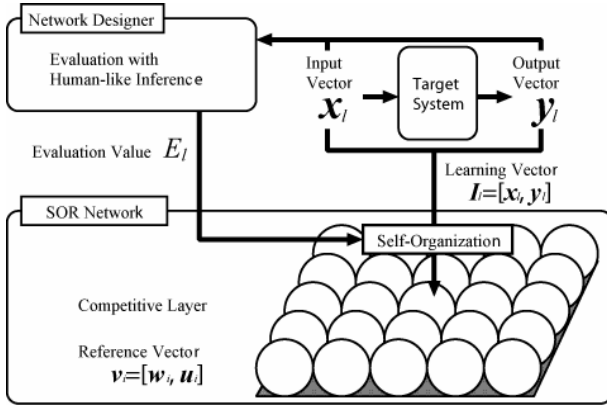 Network Designer
Evaluation with
Human-like Inference
Input
Vector
x_l
Target
System
Output
Vector
y_l
Evaluation Value E_l
Learning Vector
I_l=[x_l, y_l]
SOR Network
Self-Organization
Competitive Layer
Reference Vector
v_i=[w_i, u_i]